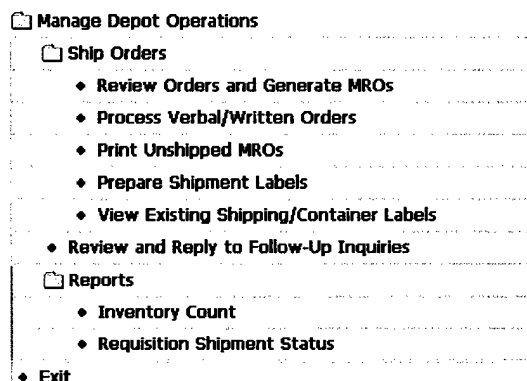 Manage Depot Operations
Ship Orders
Review Orders and Generate MROs
Process Verbal/Written Orders
Print Unshipped MROs
Prepare Shipment Labels
View Existing Shipping/Container Labels
Review and Reply to Follow-Up Inquiries
Reports
Inventory Count
Requisition Shipment Status
Exit